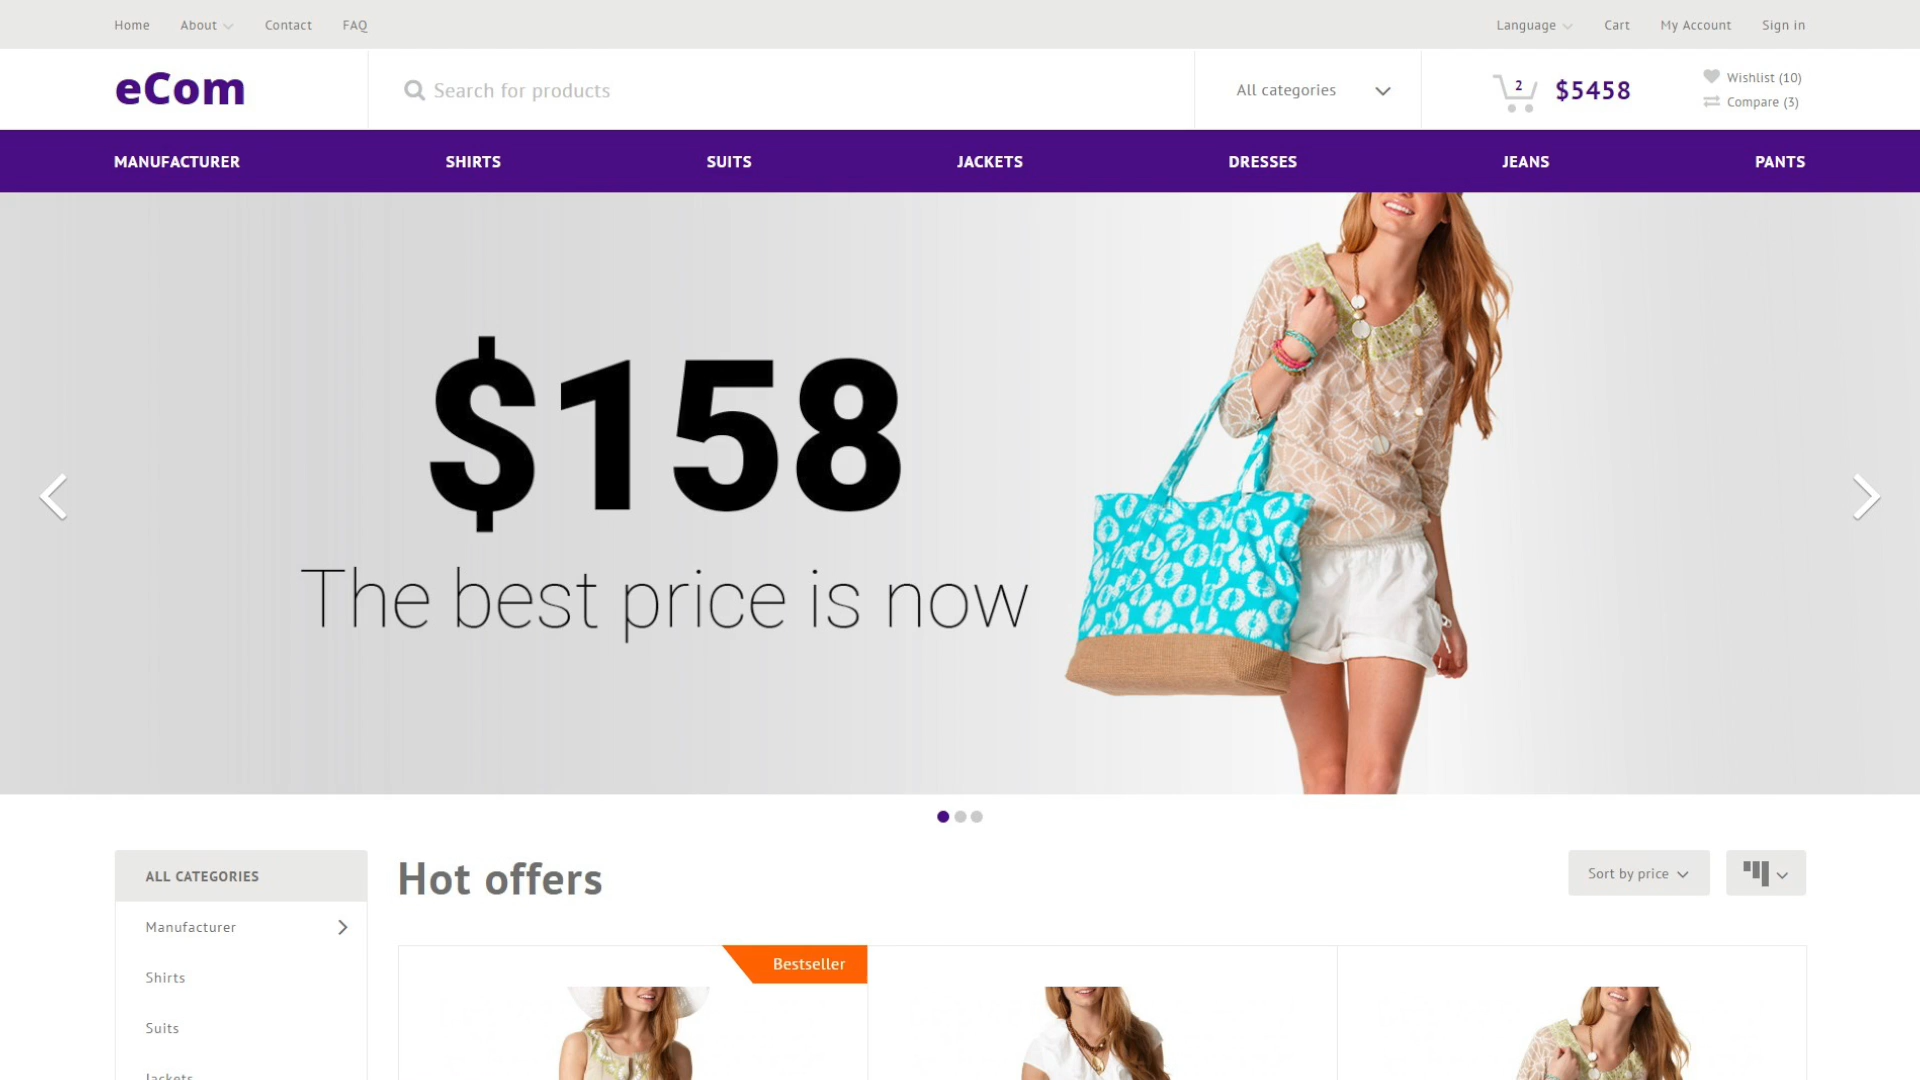 Home About Contact FAQ Language Cart My Account Sign in
eCom Search for products All categories 2 $5458 Wishlist (10)
Compare (3)
MANUFACTURER SHIRTS SUITS JACKETS DRESSES JEANS PANTS
$158
The best price is now
ALL CATEGORIES
Manufacturer
Shirts
Suits
Jackets
Hot offers Sort by price
Bestseller